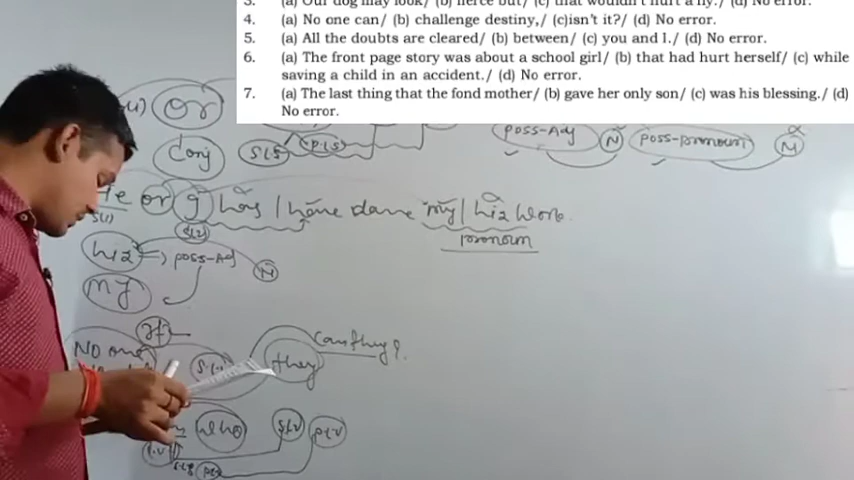 3. (a) Our dog may look/ (b) fierce but/ (c) that wouldn't hurt a fly./ (d) No error.
4. (a) No one can/ (b) challenge destiny,/ (c)isn't it?/ (d) No error.
5. (a) All the doubts are cleared/ (b) between/ (c) you and I./ (d) No error.
6. (a) The front page story was about a school girl/ (b) that had hurt herself/ (c) while
saving a child in an accident./ (d) No error.
7. (a) The last thing that the fond mother/ (b) gave her only son/ (c) was his blessing./ (d)
No error.
or
Conj S(S) P(S) poss-Adj N poss-pronoun N
or I has / have done my / his work.
S(2)
pronoun
his => poss-Adj N
my
No one they Can they?
who